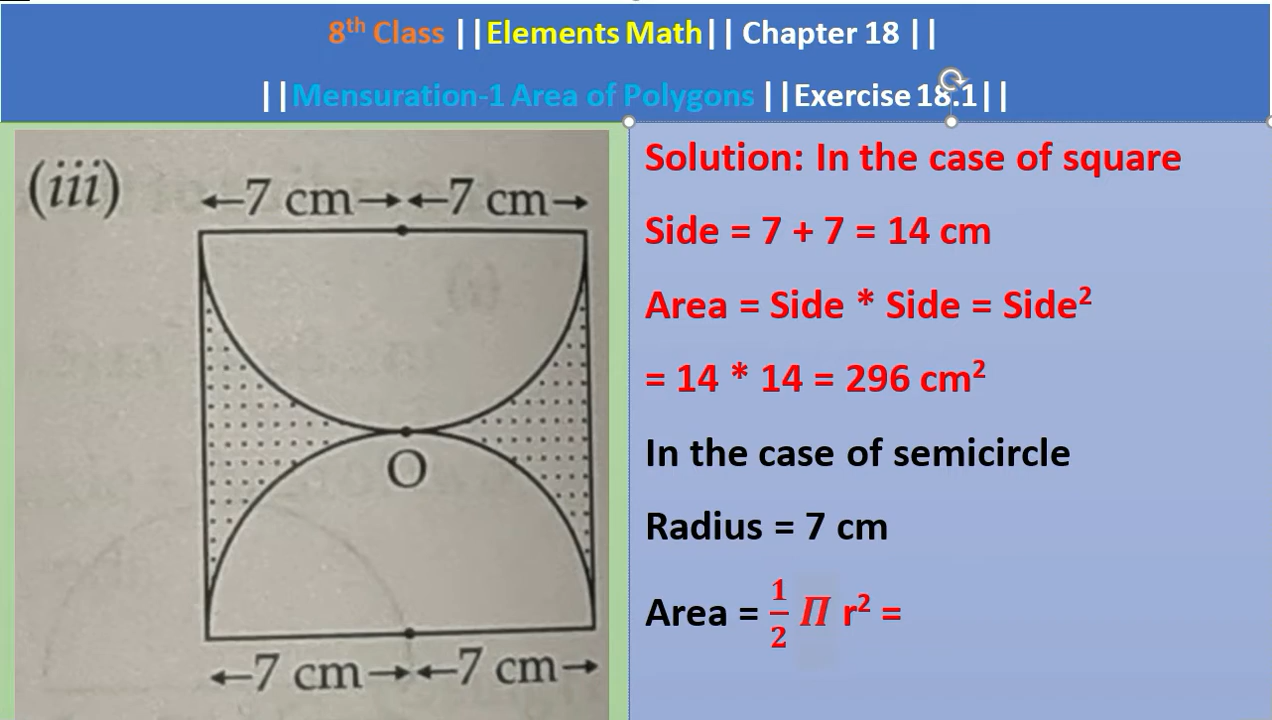 8th Class ||Elements Math|| Chapter 18 ||
||Mensuration-1 Area of Polygons ||Exercise 18.1||
(iii)
←7 cm→←7 cm→
O
←7 cm→←7 cm→
Solution: In the case of square
Side = 7 + 7 = 14 cm
Area = Side * Side = Side²
= 14 * 14 = 296 cm²
In the case of semicircle
Radius = 7 cm
Area = 1/2 Π r² =